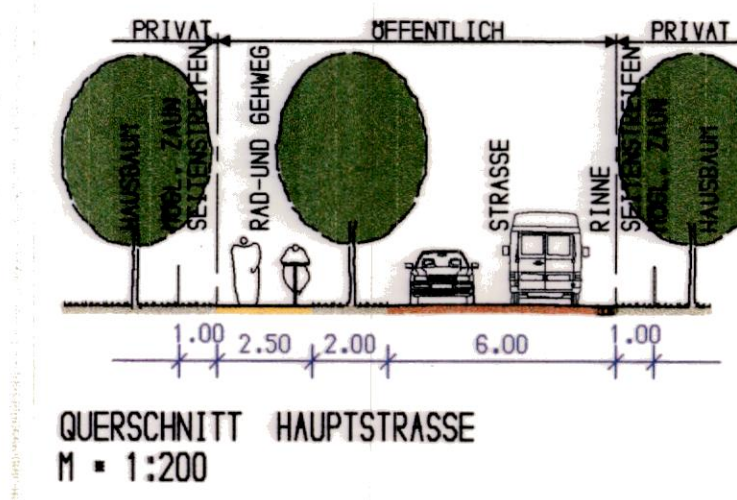 PRIVAT
ÖFFENTLICH
PRIVAT
HAUSBAUM
MÖGL. ZAUN
SEITENSTREIFEN
RAD-UND GEHWEG
STRASSE
RINNE
SEITENSTREIFEN
MÖGL. ZAUN
HAUSBAUM
1.00
2.50
2.00
6.00
1.00
QUERSCHNITT HAUPTSTRASSE
M = 1:200